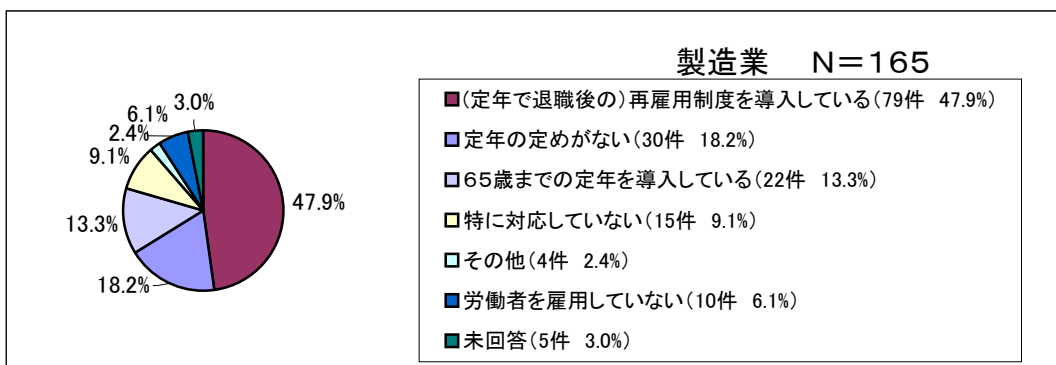 製造業　N＝165
(定年で退職後の)再雇用制度を導入している(79件 47.9%)
定年の定めがない(30件 18.2%)
65歳までの定年を導入している(22件 13.3%)
特に対応していない(15件 9.1%)
その他(4件 2.4%)
労働者を雇用していない(10件 6.1%)
未回答(5件 3.0%)
3.0%
6.1%
2.4%
9.1%
13.3%
18.2%
47.9%